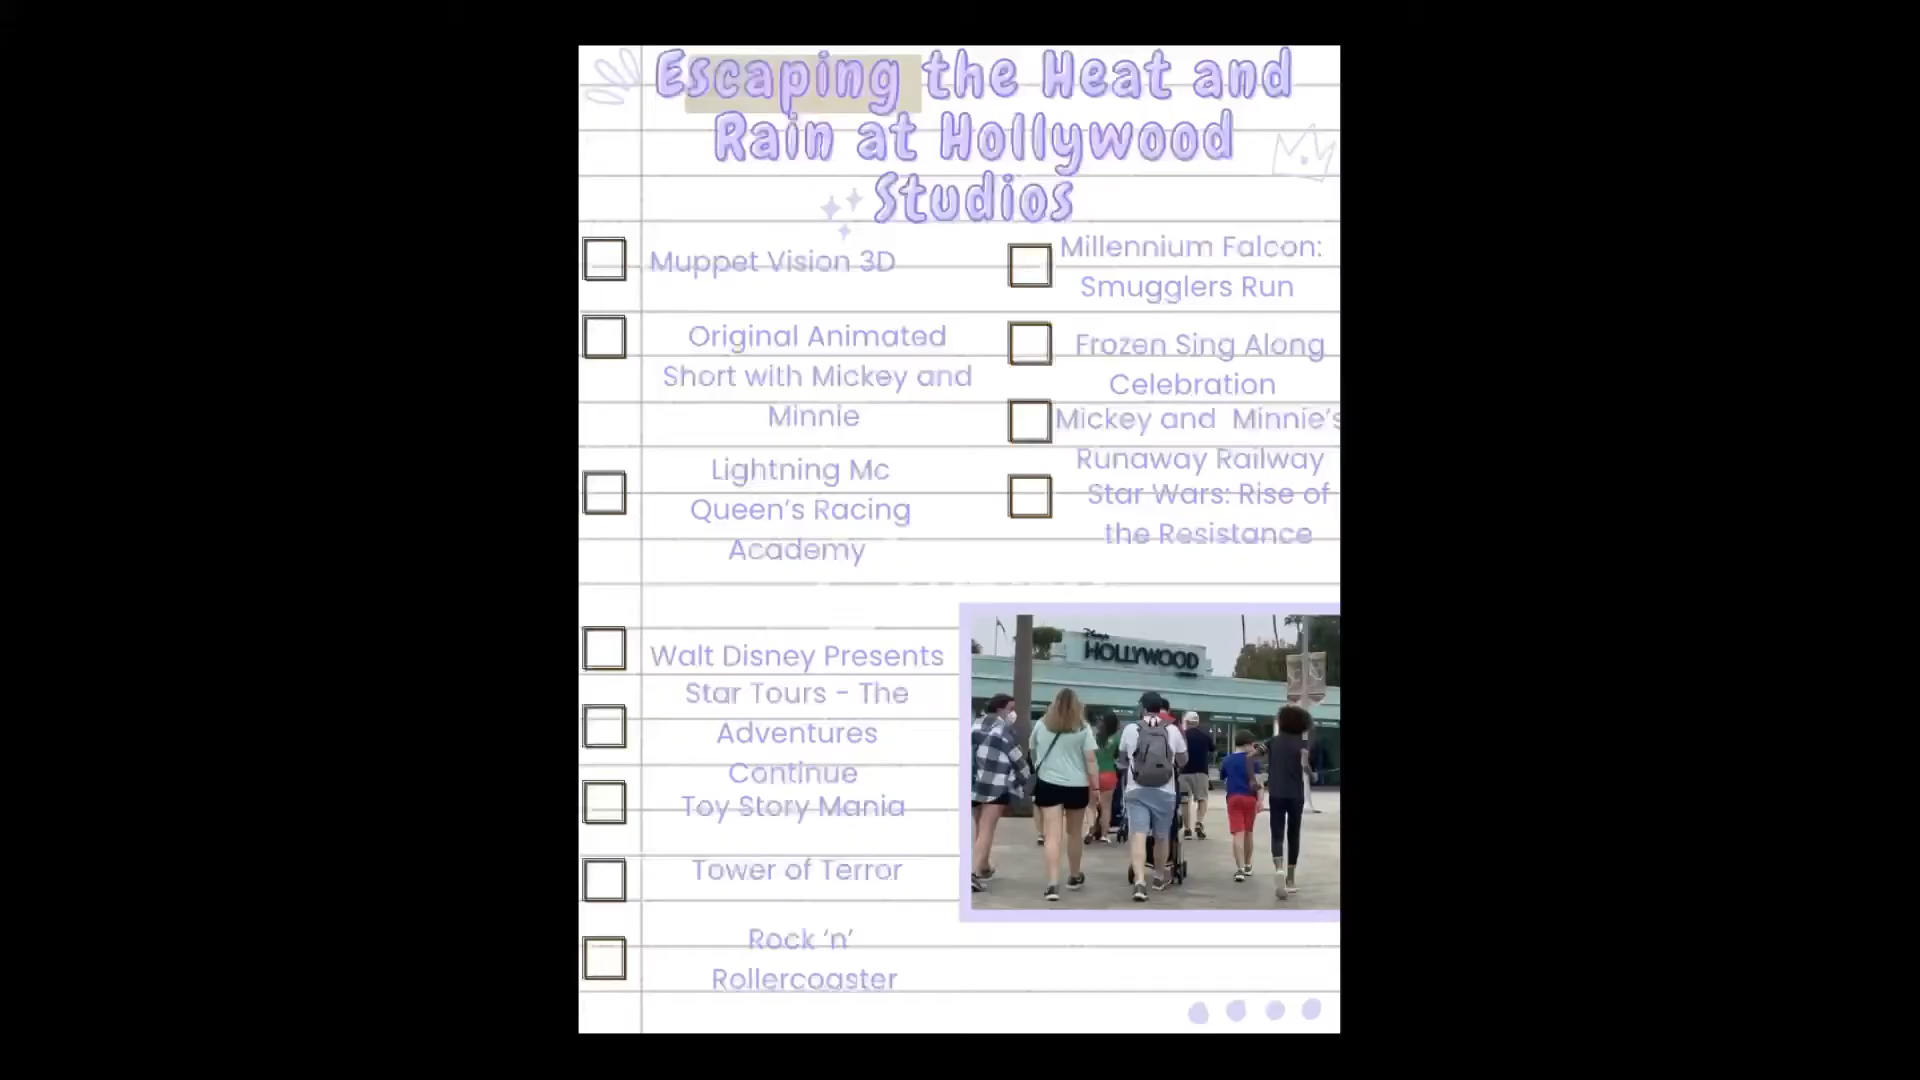 Escaping the Heat and
Rain at Hollywood
Studios
Muppet Vision 3D
Original Animated
Short with Mickey and
Minnie
Lightning Mc
Queen's Racing
Academy
Walt Disney Presents
Star Tours - The
Adventures
Continue
Toy Story Mania
Tower of Terror
Rock 'n'
Rollercoaster
Millennium Falcon:
Smugglers Run
Frozen Sing Along
Celebration
Mickey and Minnie's
Runaway Railway
Star Wars: Rise of
the Resistance
Disney's
HOLLYWOOD